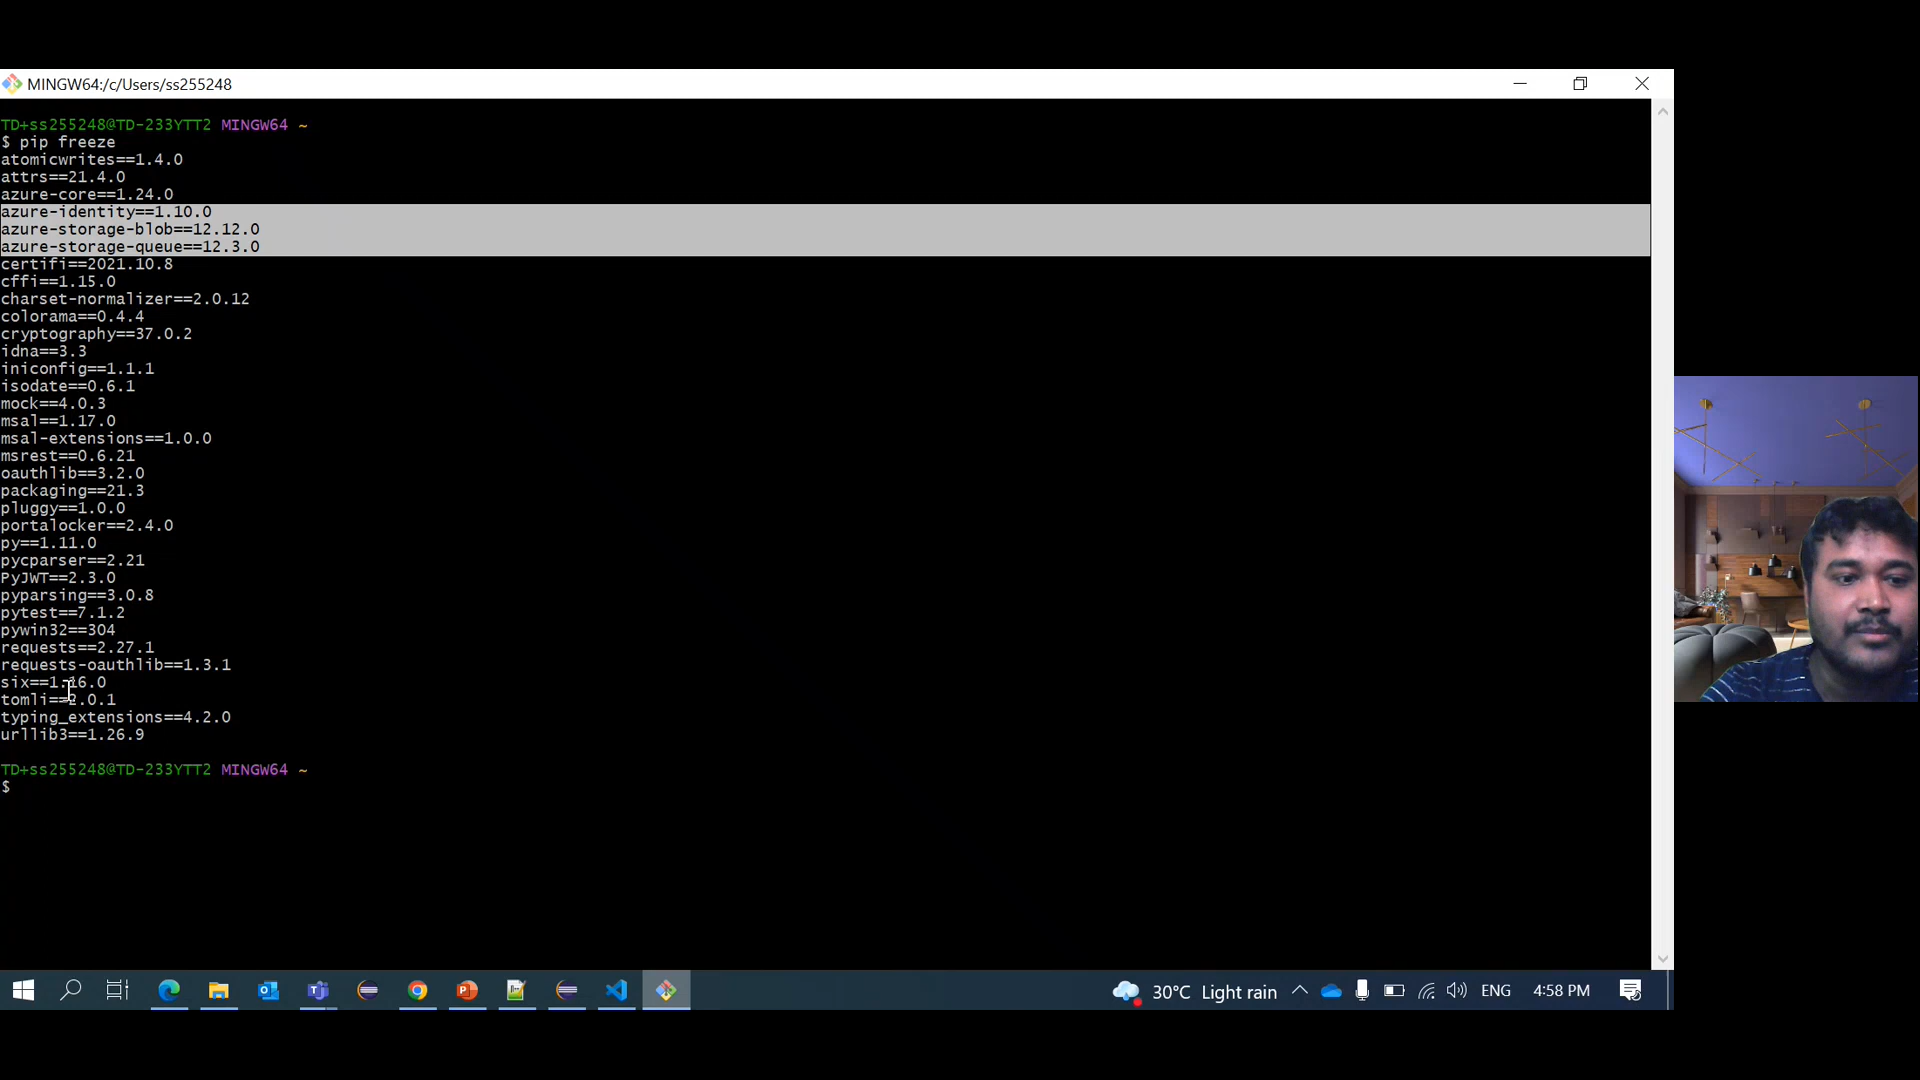 MINGW64:/c/Users/ss255248
TD+ss255248@TD-233YTT2 MINGW64 ~
$ pip freeze
atomicwrites==1.4.0
attrs==21.4.0
azure-core==1.24.0
azure-identity==1.10.0
azure-storage-blob==12.12.0
azure-storage-queue==12.3.0
certifi==2021.10.8
cffi==1.15.0
charset-normalizer==2.0.12
colorama==0.4.4
cryptography==37.0.2
idna==3.3
iniconfig==1.1.1
isodate==0.6.1
mock==4.0.3
msal==1.17.0
msal-extensions==1.0.0
msrest==0.6.21
oauthlib==3.2.0
packaging==21.3
pluggy==1.0.0
portalocker==2.4.0
py==1.11.0
pycparser==2.21
PyJWT==2.3.0
pyparsing==3.0.8
pytest==7.1.2
pywin32==304
requests==2.27.1
requests-oauthlib==1.3.1
six==1.16.0
tomli==2.0.1
typing_extensions==4.2.0
urllib3==1.26.9
TD+ss255248@TD-233YTT2 MINGW64 ~
$
30°C Light rain ENG 4:58 PM